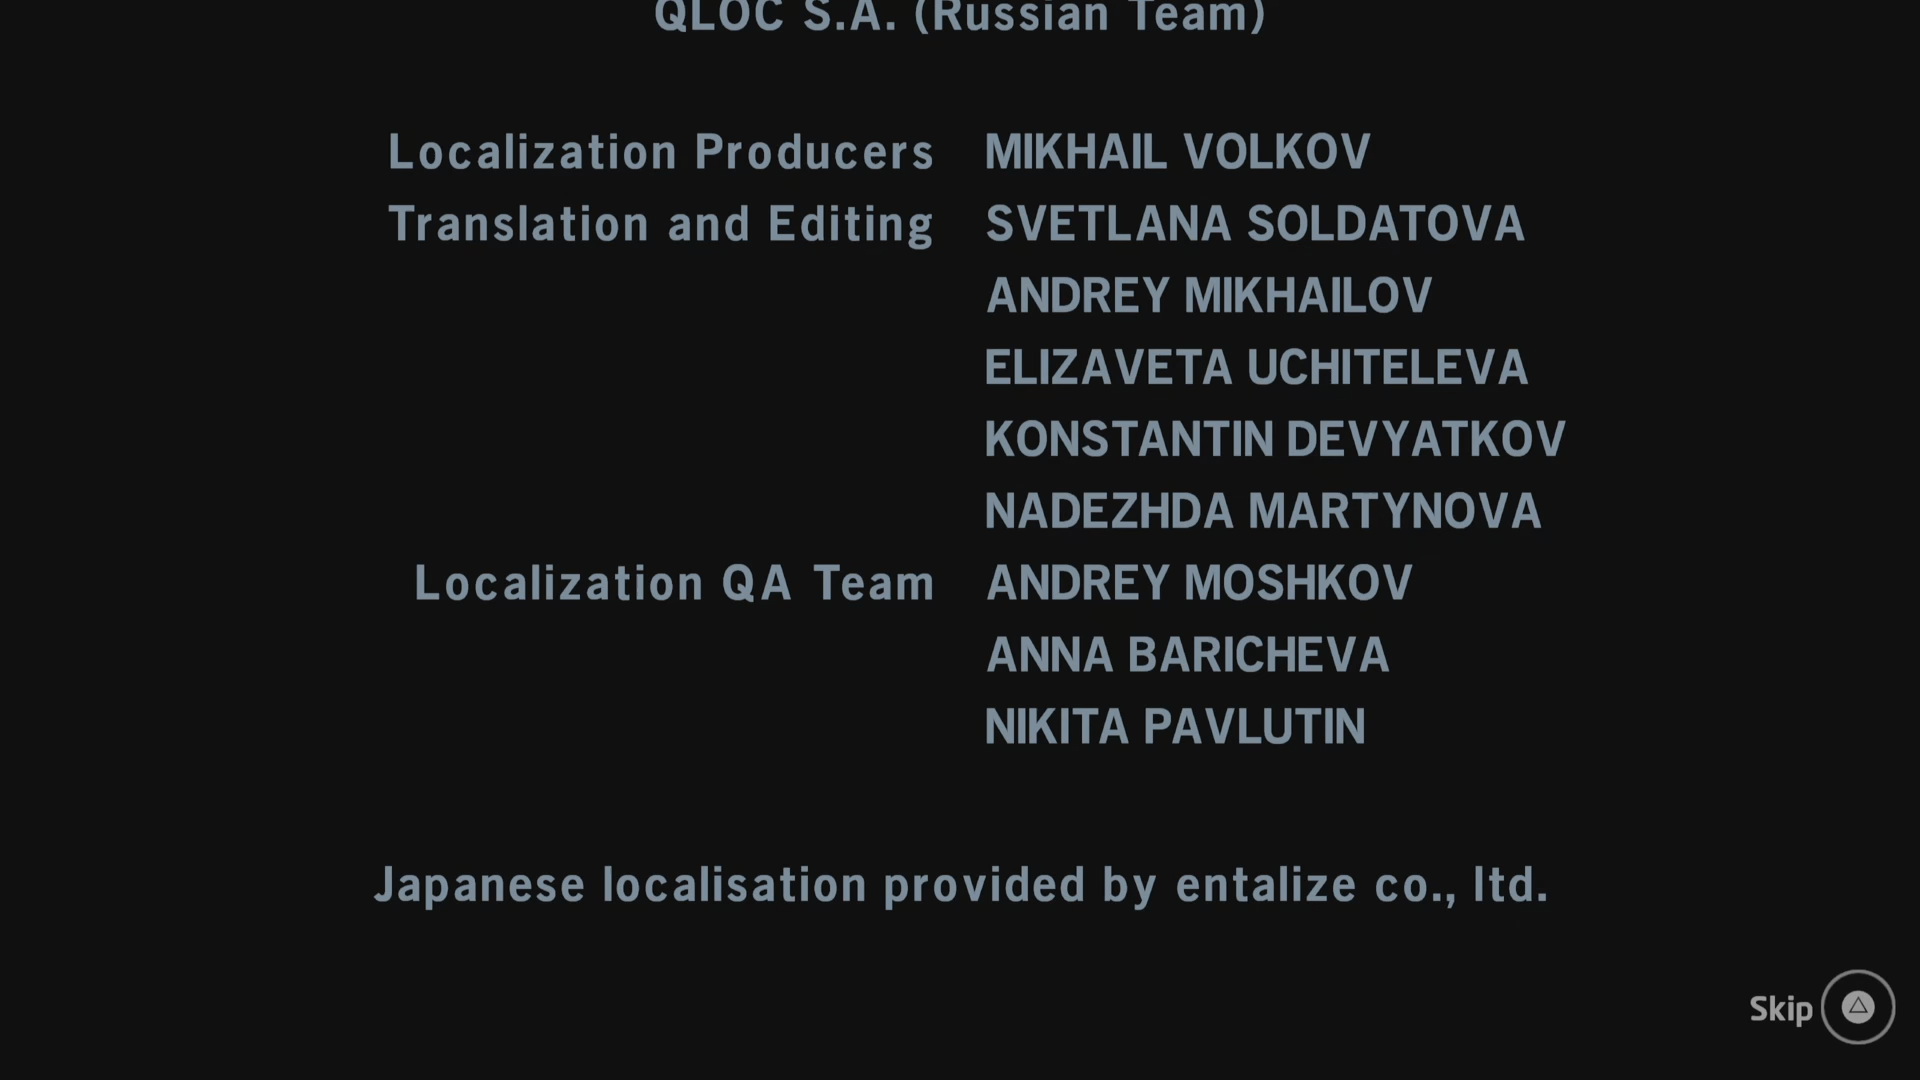 QLOC S.A. (Russian Team)
Localization Producers MIKHAIL VOLKOV
Translation and Editing SVETLANA SOLDATOVA
ANDREY MIKHAILOV
ELIZAVETA UCHITELEVA
KONSTANTIN DEVYATKOV
NADEZHDA MARTYNOVA
Localization QA Team ANDREY MOSHKOV
ANNA BARICHEVA
NIKITA PAVLUTIN
Japanese localisation provided by entalize co., ltd.
Skip